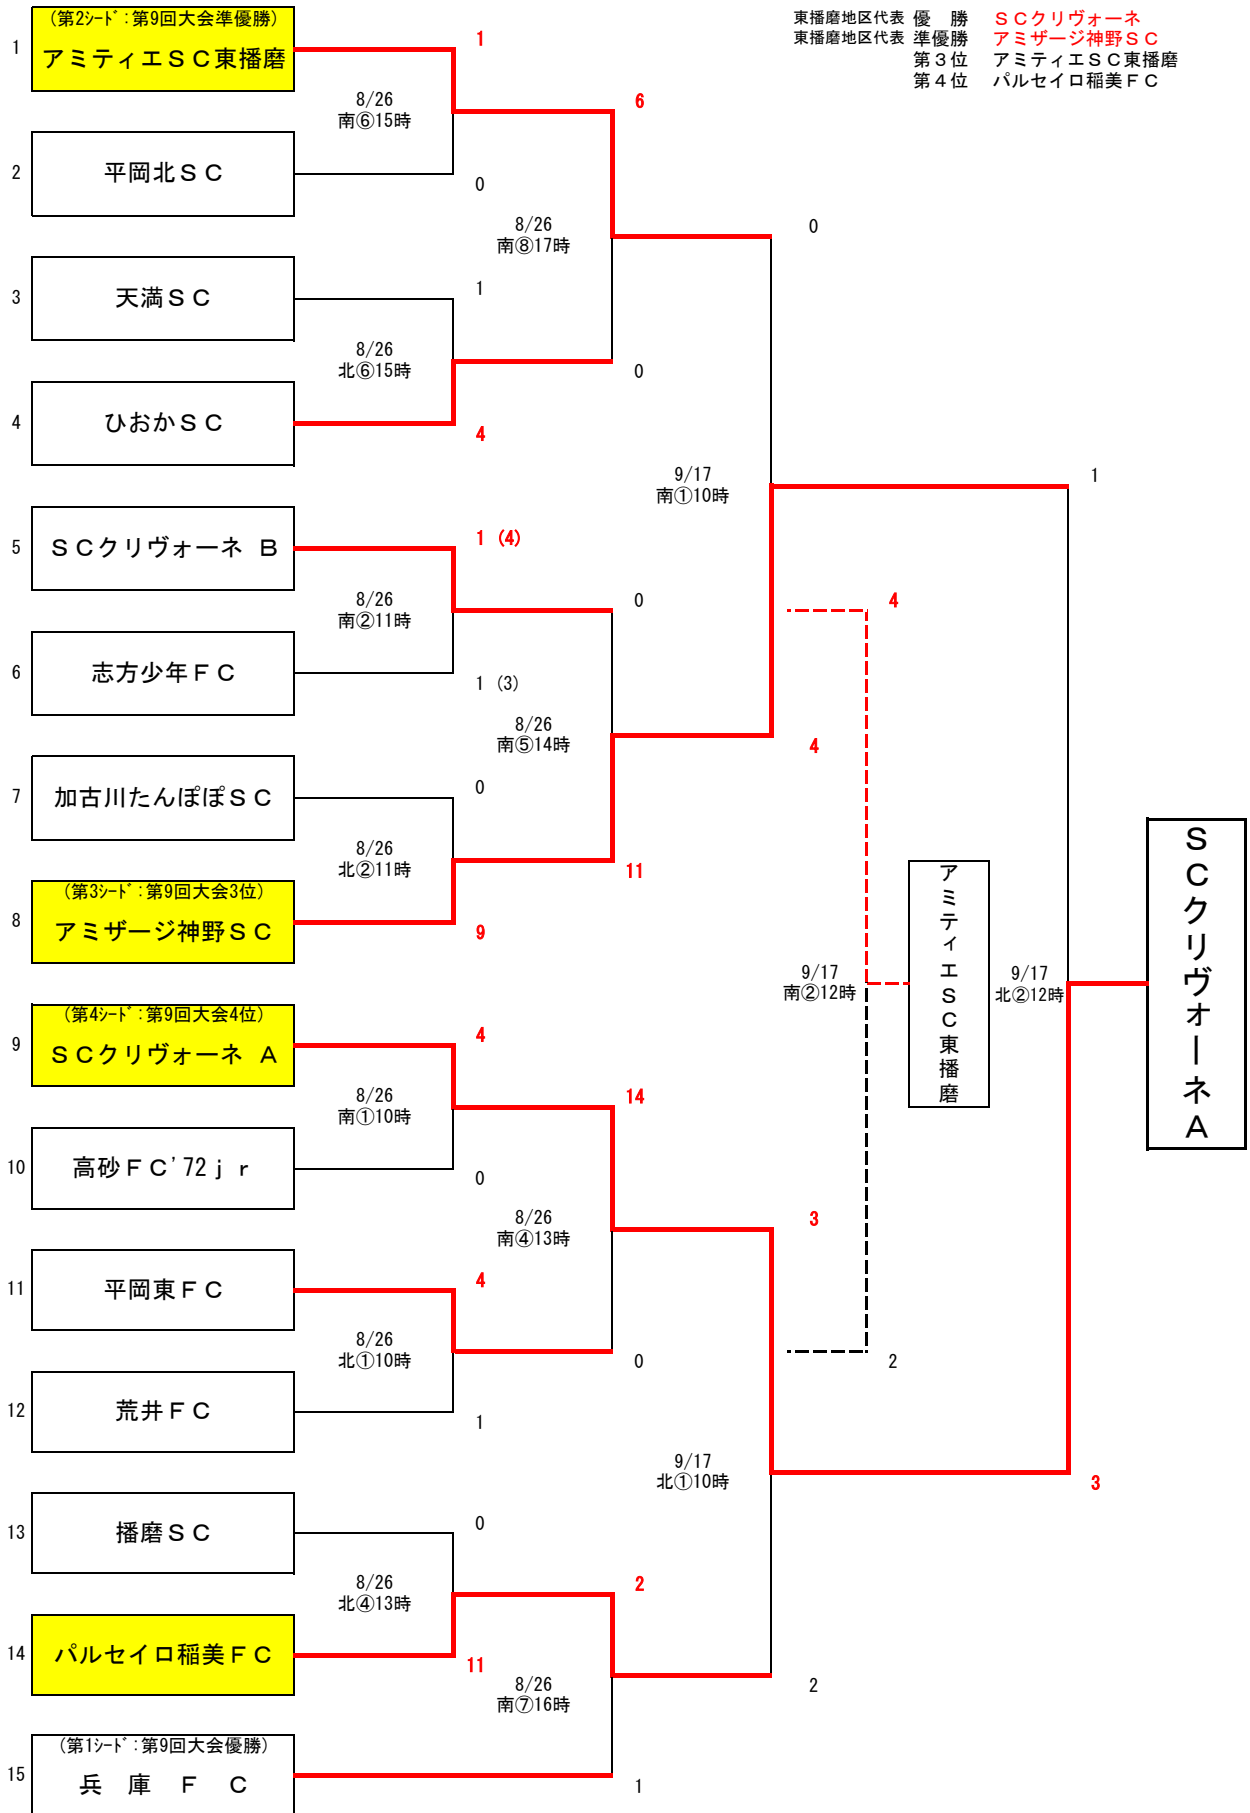 東播磨地区代表 優　勝 ＳＣクリヴォーネ
東播磨地区代表 準優勝 アミザージ神野ＳＣ
第３位 アミティエＳＣ東播磨
第４位 パルセイロ稲美ＦＣ
(第2ｼｰﾄﾞ:第9回大会準優勝)
1 アミティエＳＣ東播磨
1
8/26
南⑥15時
6
2 平岡北ＳＣ
0
8/26
南⑧17時
0
3 天満ＳＣ
1
8/26
北⑥15時
0
4 ひおかＳＣ
4
9/17
南①10時
1
5 ＳＣクリヴォーネ Ｂ
1 (4)
8/26
南②11時
0
4
6 志方少年ＦＣ
1 (3)
8/26
南⑤14時
4
7 加古川たんぽぽＳＣ
0
8/26
北②11時
11
(第3ｼｰﾄﾞ:第9回大会3位)
8 アミザージ神野ＳＣ
9
9/17
南②12時
アミティエＳＣ東播磨
9/17
北②12時
ＳＣクリヴォーネＡ
(第4ｼｰﾄﾞ:第9回大会4位)
9 ＳＣクリヴォーネ Ａ
4
8/26
南①10時
14
10 高砂ＦＣ'72ｊｒ
0
8/26
南④13時
3
11 平岡東ＦＣ
4
8/26
北①10時
0
2
12 荒井ＦＣ
1
9/17
北①10時
3
13 播磨ＳＣ
0
8/26
北④13時
2
14 パルセイロ稲美ＦＣ
11
8/26
南⑦16時
2
(第1ｼｰﾄﾞ:第9回大会優勝)
15 兵　庫　Ｆ　Ｃ
1